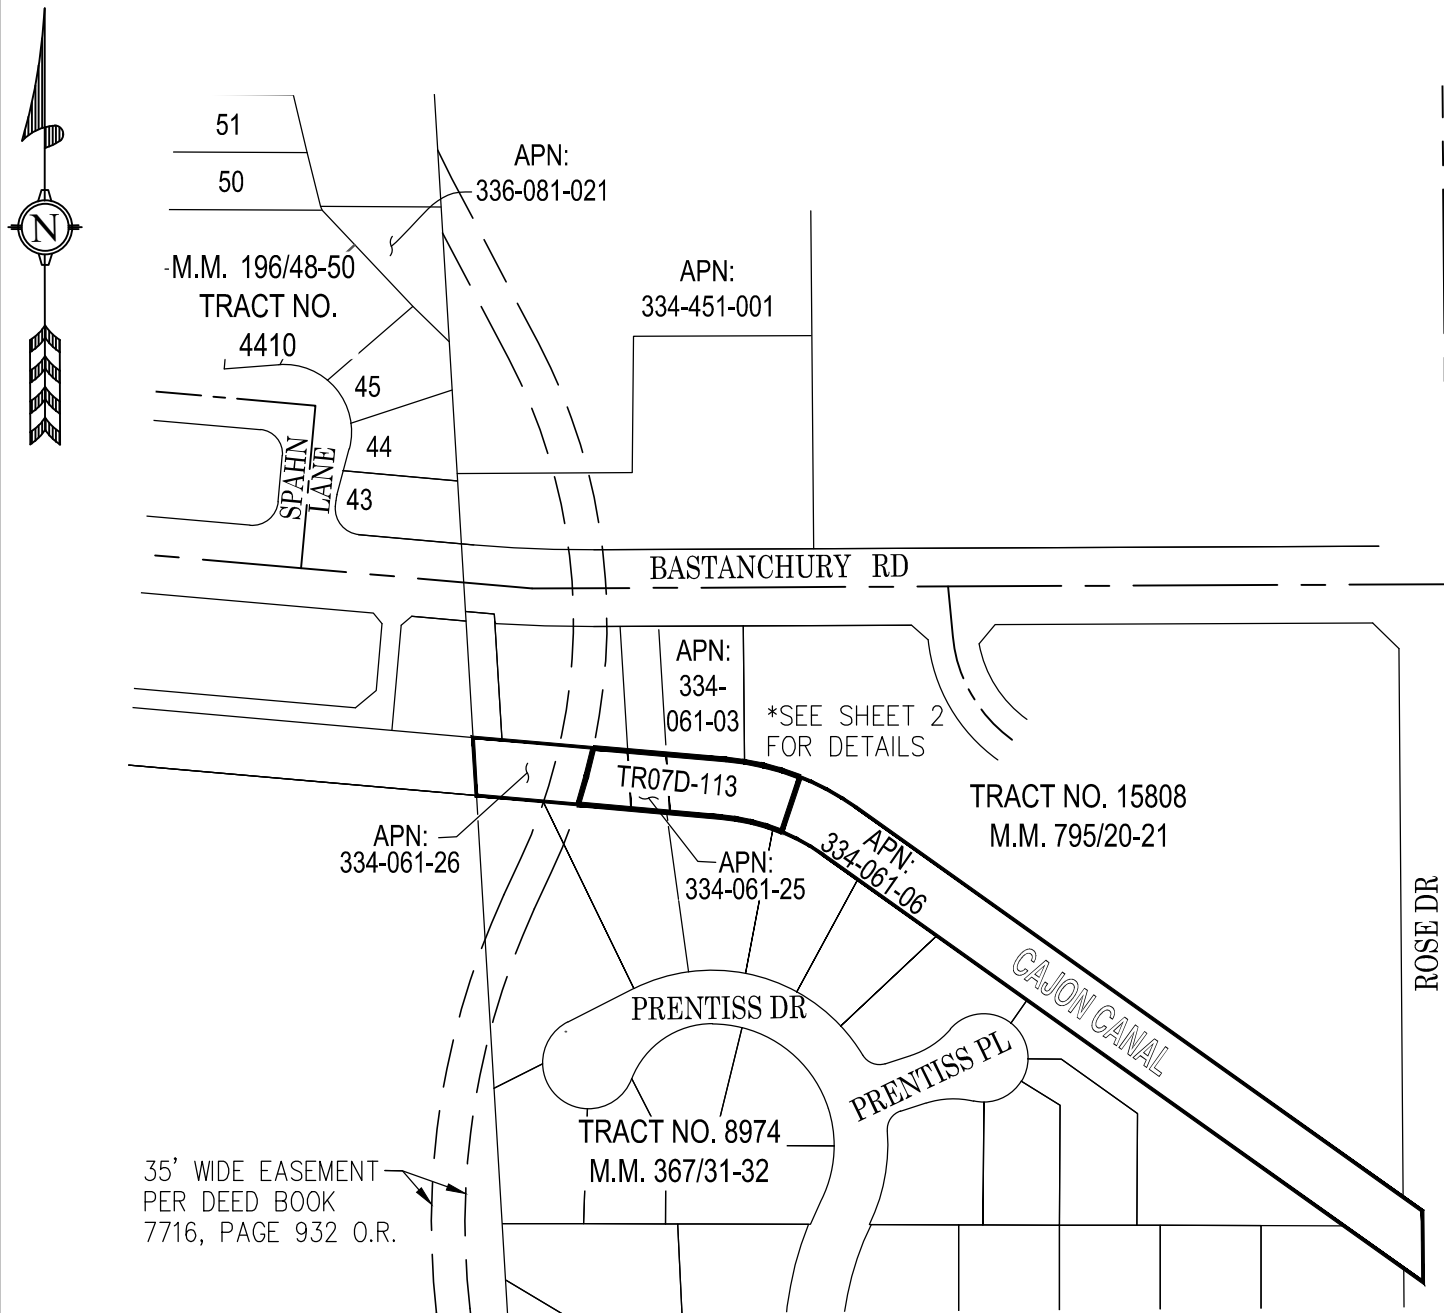 51
50
APN:
336-081-021
N
M.M. 196/48-50
TRACT NO.
4410
APN:
334-451-001
45
44
43
SPAHN
LANE
BASTANCHURY RD
APN:
334-
061-03
*SEE SHEET 2
FOR DETAILS
TR07D-113
TRACT NO. 15808
M.M. 795/20-21
APN:
334-061-26
APN:
334-061-25
APN:
334-061-06
ROSE DR
CAJON CANAL
PRENTISS DR
PRENTISS PL
TRACT NO. 8974
M.M. 367/31-32
35' WIDE EASEMENT
PER DEED BOOK
7716, PAGE 932 O.R.